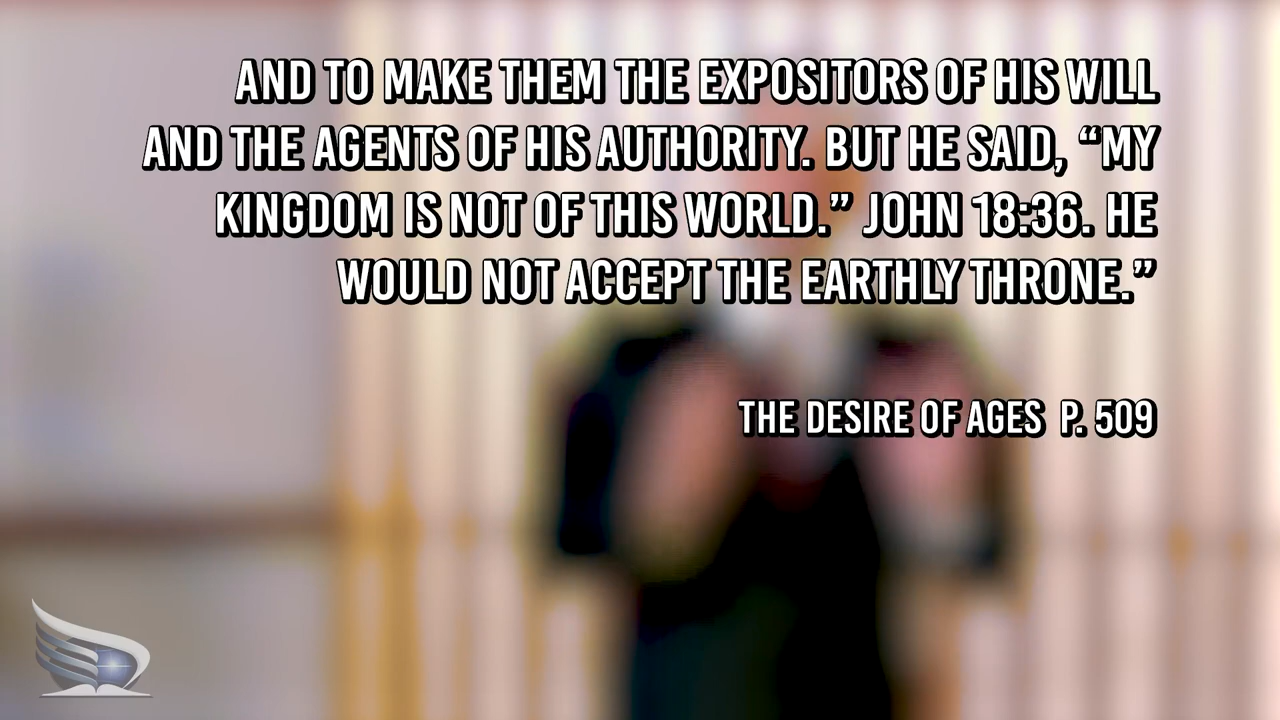 AND TO MAKE THEM THE EXPOSITORS OF HIS WILL
AND THE AGENTS OF HIS AUTHORITY. BUT HE SAID, “MY
KINGDOM IS NOT OF THIS WORLD.” JOHN 18:36. HE
WOULD NOT ACCEPT THE EARTHLY THRONE.”
THE DESIRE OF AGES P. 509